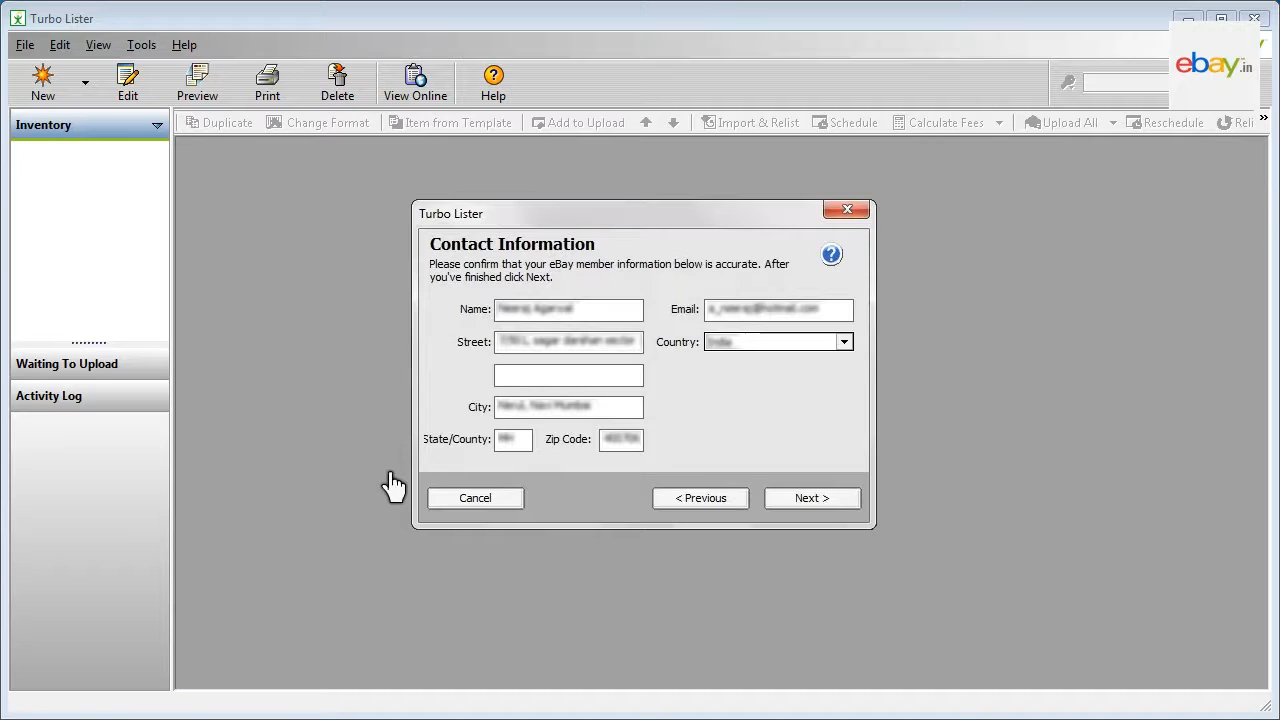 Turbo Lister
File Edit View Tools Help
ebay.in
New Edit Preview Print Delete View Online Help
Inventory
Duplicate Change Format Item from Template Add to Upload Import & Relist Schedule Calculate Fees Upload All Reschedule Reli »
Turbo Lister
Contact Information
Please confirm that your eBay member information below is accurate. After
you've finished click Next.
Name: Email:
Street: Country: India
City:
State/County: MH Zip Code:
Cancel < Previous Next >
Waiting To Upload
Activity Log